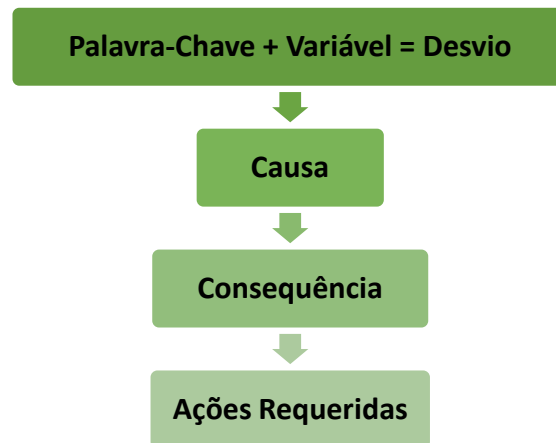 Palavra-Chave + Variável = Desvio
Causa
Consequência
Ações Requeridas